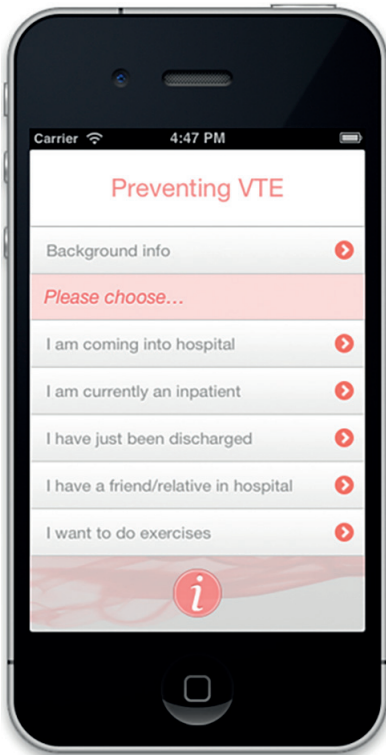 Carrier 4:47 PM
Preventing VTE
Background info
Please choose...
I am coming into hospital
I am currently an inpatient
I have just been discharged
I have a friend/relative in hospital
I want to do exercises
i